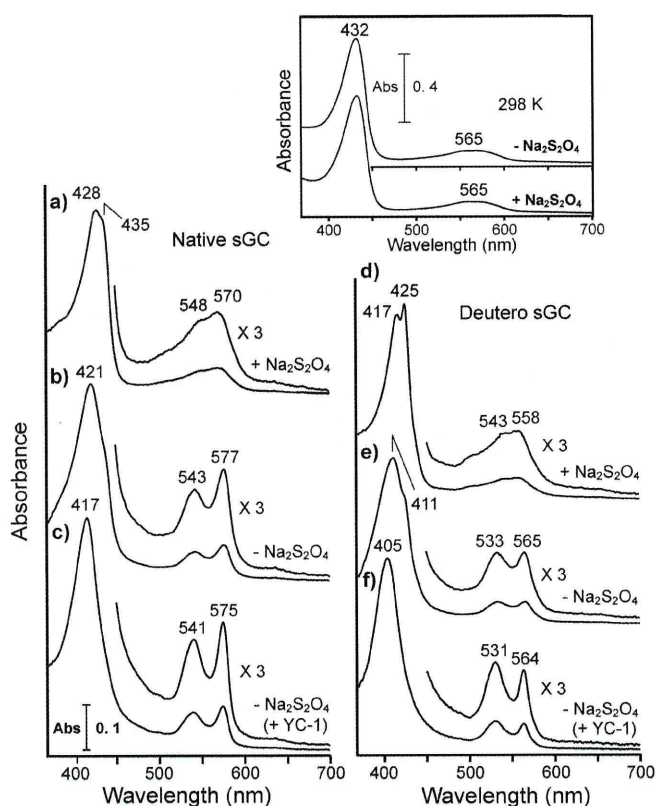 432
Abs
0. 4
298 K
565
- Na₂S₂O₄
565
+ Na₂S₂O₄
Absorbance
400 500 600 700
Wavelength (nm)
a)
428
435
Native sGC
548 570
X 3
+ Na₂S₂O₄
b)
421
543 577
X 3
- Na₂S₂O₄
c)
417
541 575
X 3
- Na₂S₂O₄
(+ YC-1)
Abs
0. 1
Absorbance
400 500 600 700
Wavelength (nm)
d)
417 425
Deutero sGC
543 558
X 3
+ Na₂S₂O₄
e)
411
533 565
X 3
- Na₂S₂O₄
f)
405
531 564
X 3
- Na₂S₂O₄
(+ YC-1)
400 500 600 700
Wavelength (nm)